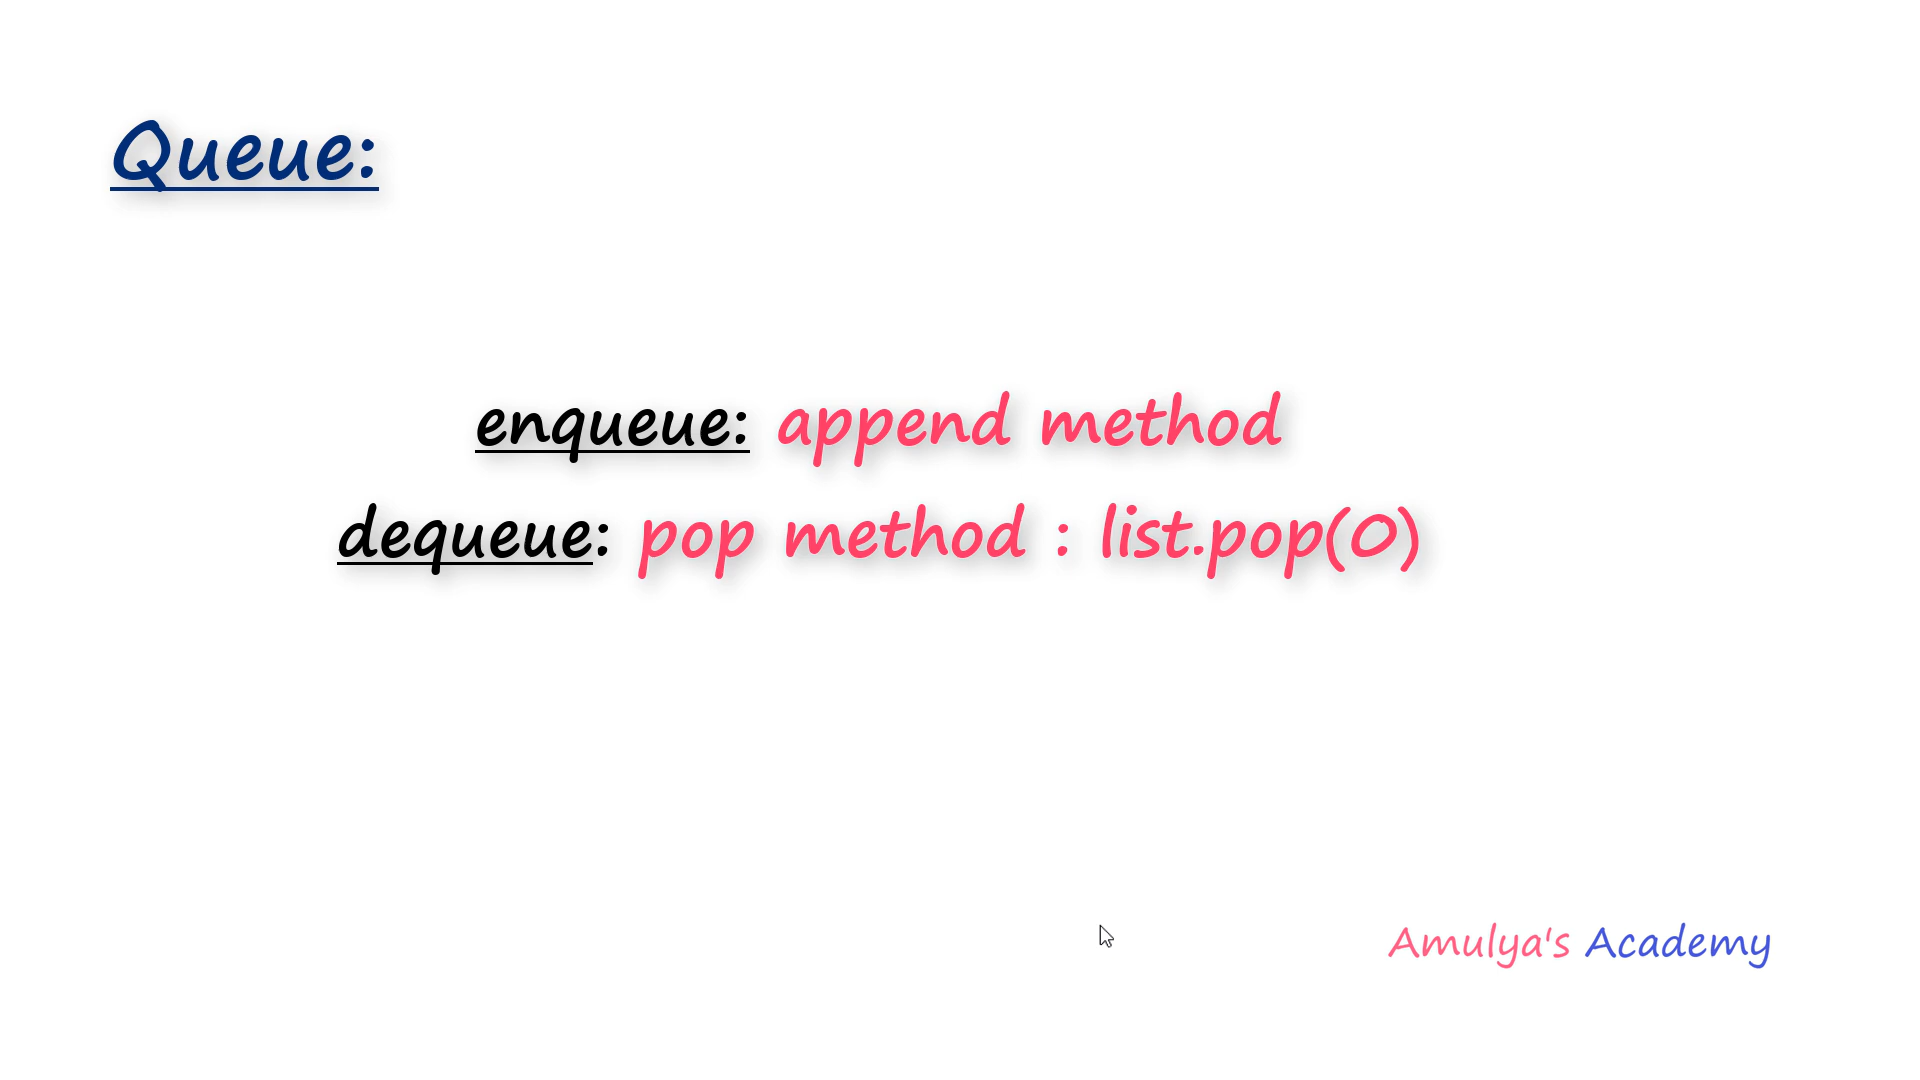 Queue:
enqueue: append method
dequeue: pop method : list.pop(0)
Amulya's Academy